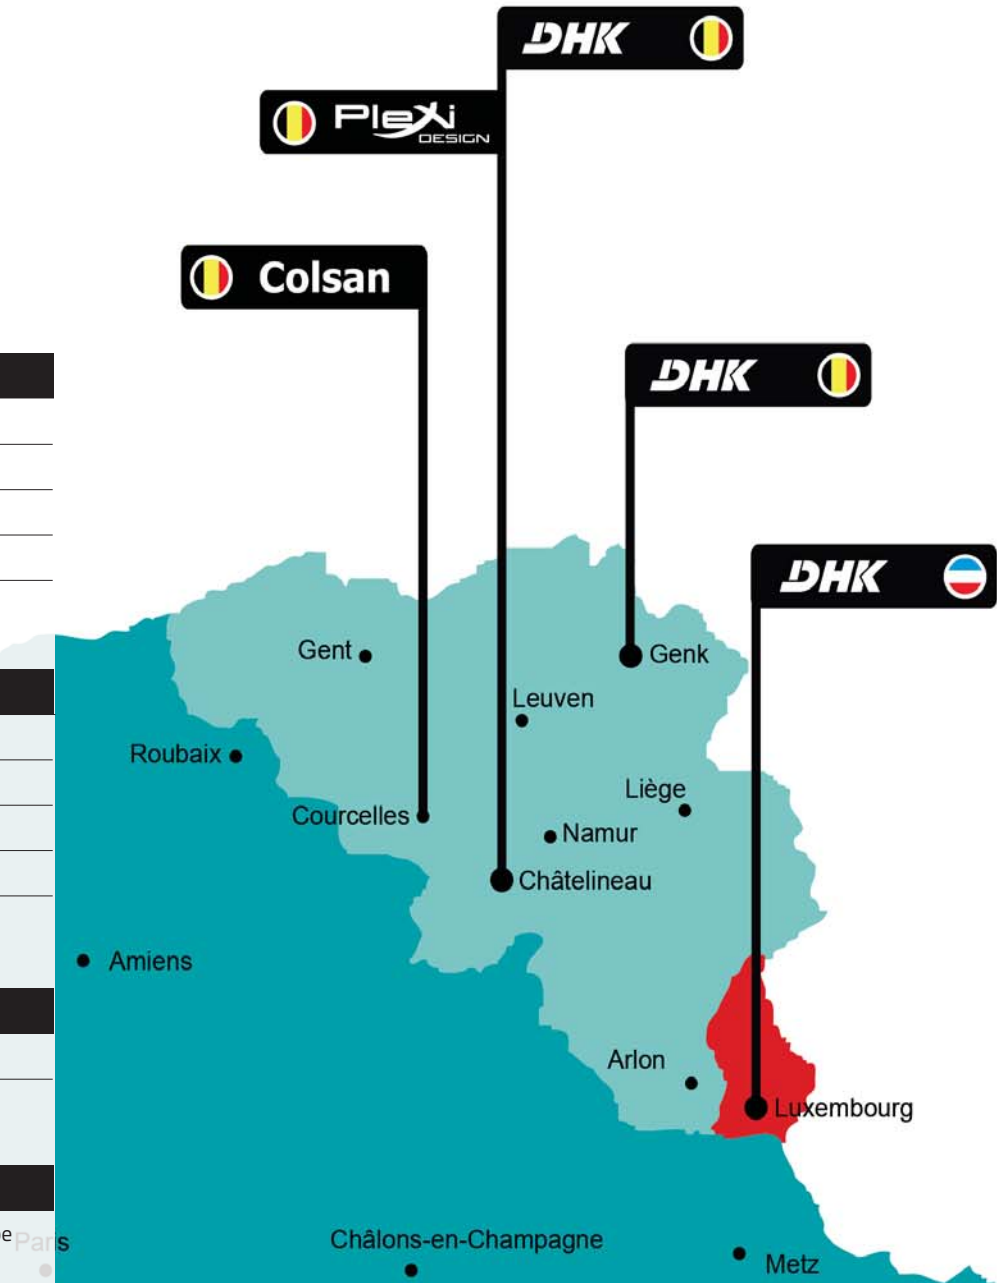 DHK
PleXi
DESIGN
Colsan
DHK
DHK
Gent
Genk
Leuven
Roubaix
Liège
Courcelles
Namur
Châtelineau
Amiens
Arlon
Luxembourg
Paris
Châlons-en-Champagne
Metz